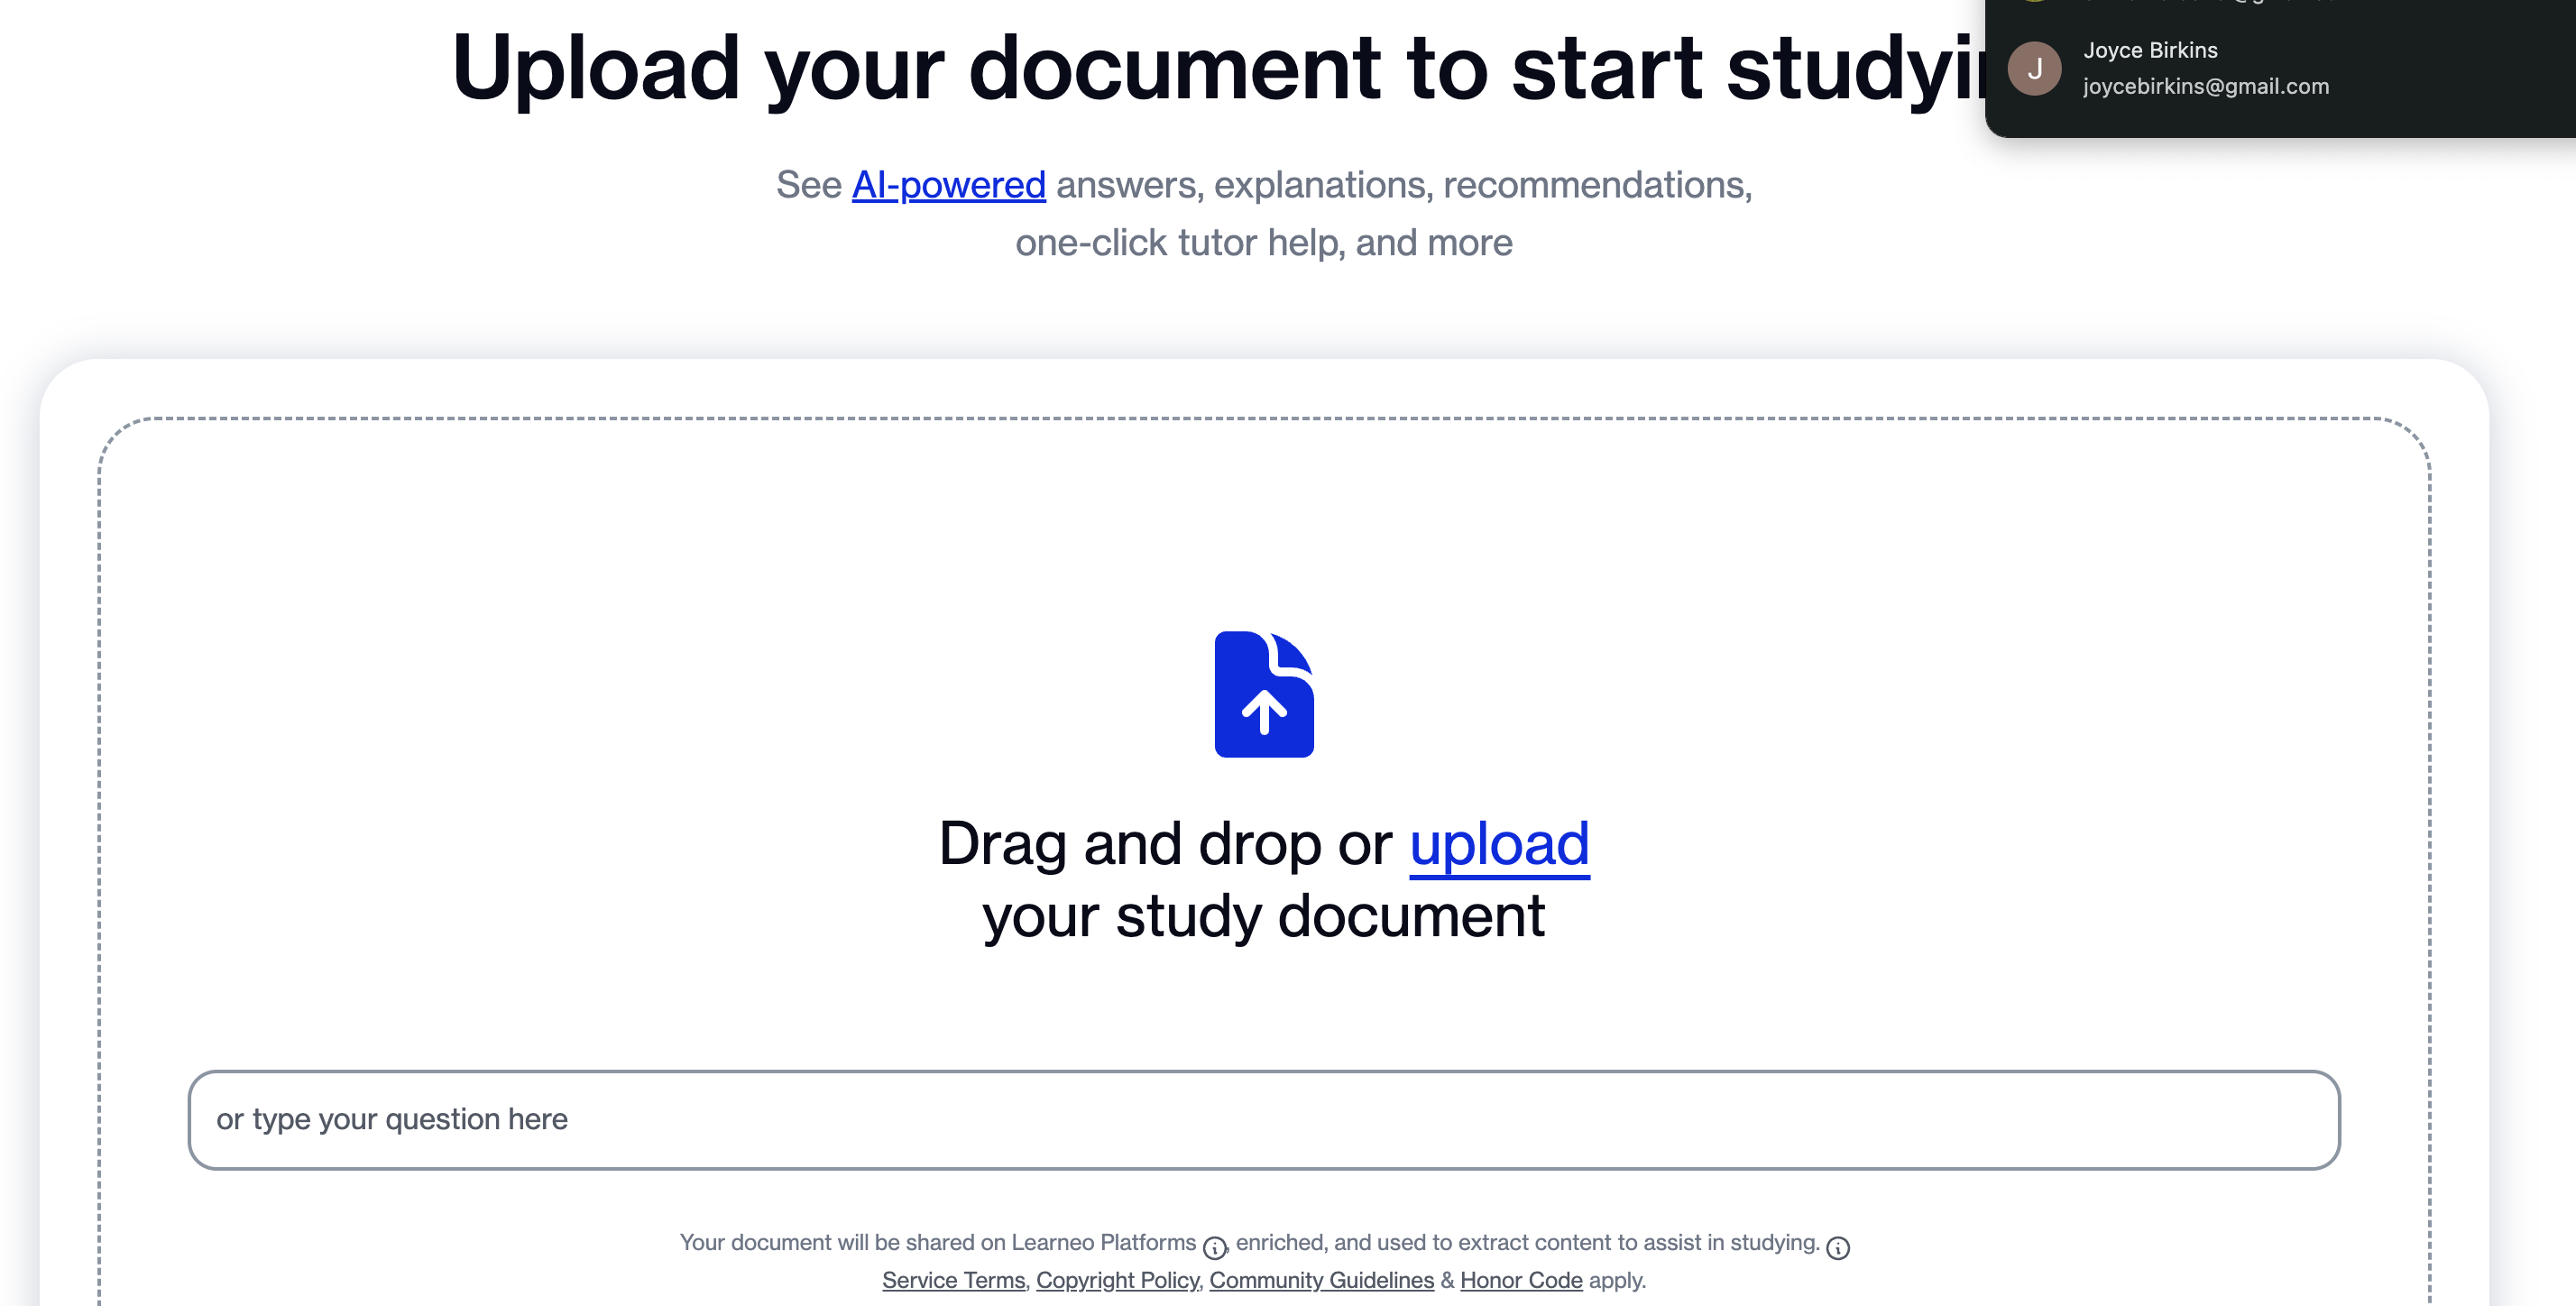 Upload your document to start
Joyce Birkins
J
joycebirkins@gmail.com
See AI-powered answers, explanations, recommendations,
one-click tutor help, and more
Drag and drop or upload
your study document
or type your question here
Your document will be shared on Learneo Platforms , enriched, and used to extract content to assist in studying.
Service Terms, Copyright Policy, Community Guidelines & Honor Code apply.